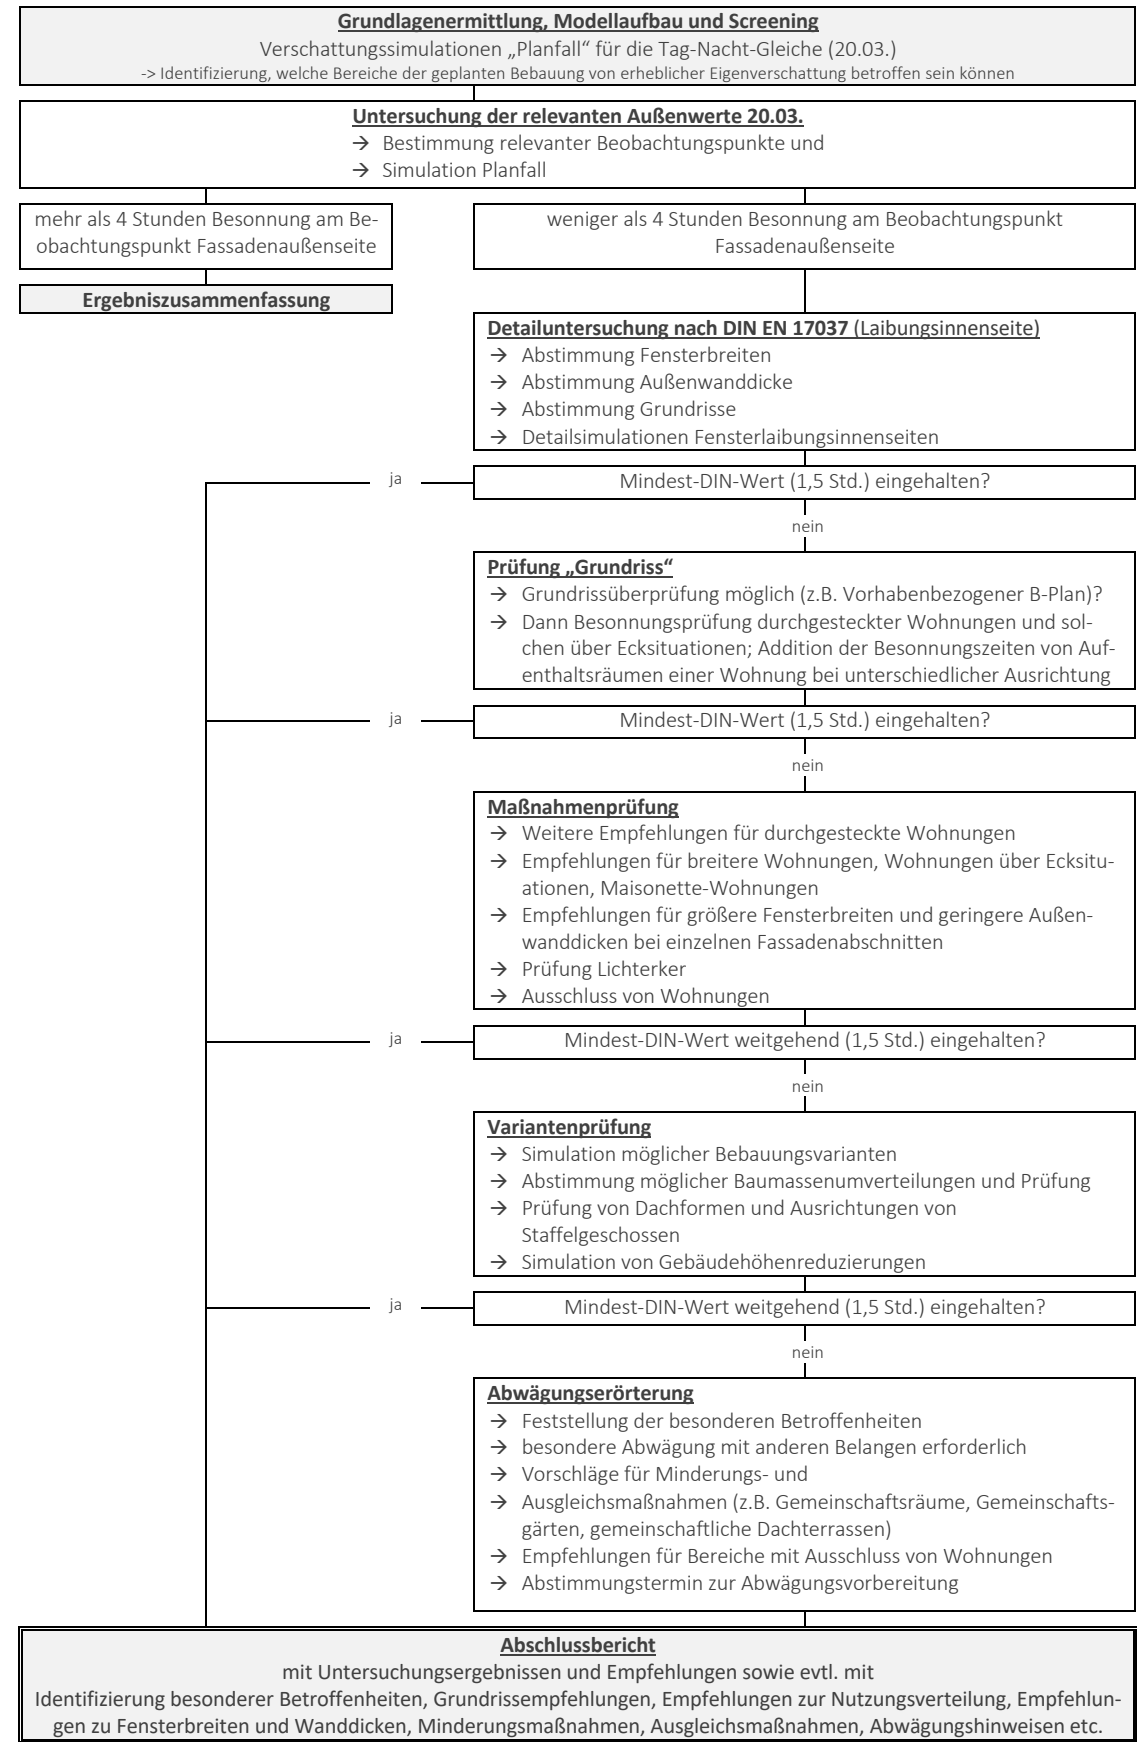 Grundlagenermittlung, Modellaufbau und Screening
Verschattungssimulationen „Planfall“ für die Tag-Nacht-Gleiche (20.03.)
-> Identifizierung, welche Bereiche der geplanten Bebauung von erheblicher Eigenverschattung betroffen sein können
Untersuchung der relevanten Außenwerte 20.03.
→ Bestimmung relevanter Beobachtungspunkte und
→ Simulation Planfall
mehr als 4 Stunden Besonnung am Be-
obachtungspunkt Fassadenaußenseite
Ergebniszusammenfassung
weniger als 4 Stunden Besonnung am Beobachtungspunkt
Fassadenaußenseite
Detailuntersuchung nach DIN EN 17037 (Laibungsinnenseite)
→ Abstimmung Fensterbreiten
→ Abstimmung Außenwanddicke
→ Abstimmung Grundrisse
→ Detailsimulationen Fensterlaibungsinnenseiten
ja
Mindest-DIN-Wert (1,5 Std.) eingehalten?
nein
Prüfung „Grundriss“
→ Grundrissüberprüfung möglich (z.B. Vorhabenbezogener B-Plan)?
→ Dann Besonnungsprüfung durchgesteckter Wohnungen und sol-
chen über Ecksituationen; Addition der Besonnungszeiten von Auf-
enthaltsräumen einer Wohnung bei unterschiedlicher Ausrichtung
ja
Mindest-DIN-Wert (1,5 Std.) eingehalten?
nein
Maßnahmenprüfung
→ Weitere Empfehlungen für durchgesteckte Wohnungen
→ Empfehlungen für breitere Wohnungen, Wohnungen über Ecksitu-
ationen, Maisonette-Wohnungen
→ Empfehlungen für größere Fensterbreiten und geringere Außen-
wanddicken bei einzelnen Fassadenabschnitten
→ Prüfung Lichterker
→ Ausschluss von Wohnungen
ja
Mindest-DIN-Wert weitgehend (1,5 Std.) eingehalten?
nein
Variantenprüfung
→ Simulation möglicher Bebauungsvarianten
→ Abstimmung möglicher Baumassenumverteilungen und Prüfung
→ Prüfung von Dachformen und Ausrichtungen von
Staffelgeschossen
→ Simulation von Gebäudehöhenreduzierungen
ja
Mindest-DIN-Wert weitgehend (1,5 Std.) eingehalten?
nein
Abwägungserörterung
→ Feststellung der besonderen Betroffenheiten
→ besondere Abwägung mit anderen Belangen erforderlich
→ Vorschläge für Minderungs- und
→ Ausgleichsmaßnahmen (z.B. Gemeinschaftsräume, Gemeinschafts-
gärten, gemeinschaftliche Dachterrassen)
→ Empfehlungen für Bereiche mit Ausschluss von Wohnungen
→ Abstimmungstermin zur Abwägungsvorbereitung
Abschlussbericht
mit Untersuchungsergebnissen und Empfehlungen sowie evtl. mit
Identifizierung besonderer Betroffenheiten, Grundrissempfehlungen, Empfehlungen zur Nutzungsverteilung, Empfehlun-
gen zu Fensterbreiten und Wanddicken, Minderungsmaßnahmen, Ausgleichsmaßnahmen, Abwägungshinweisen etc.